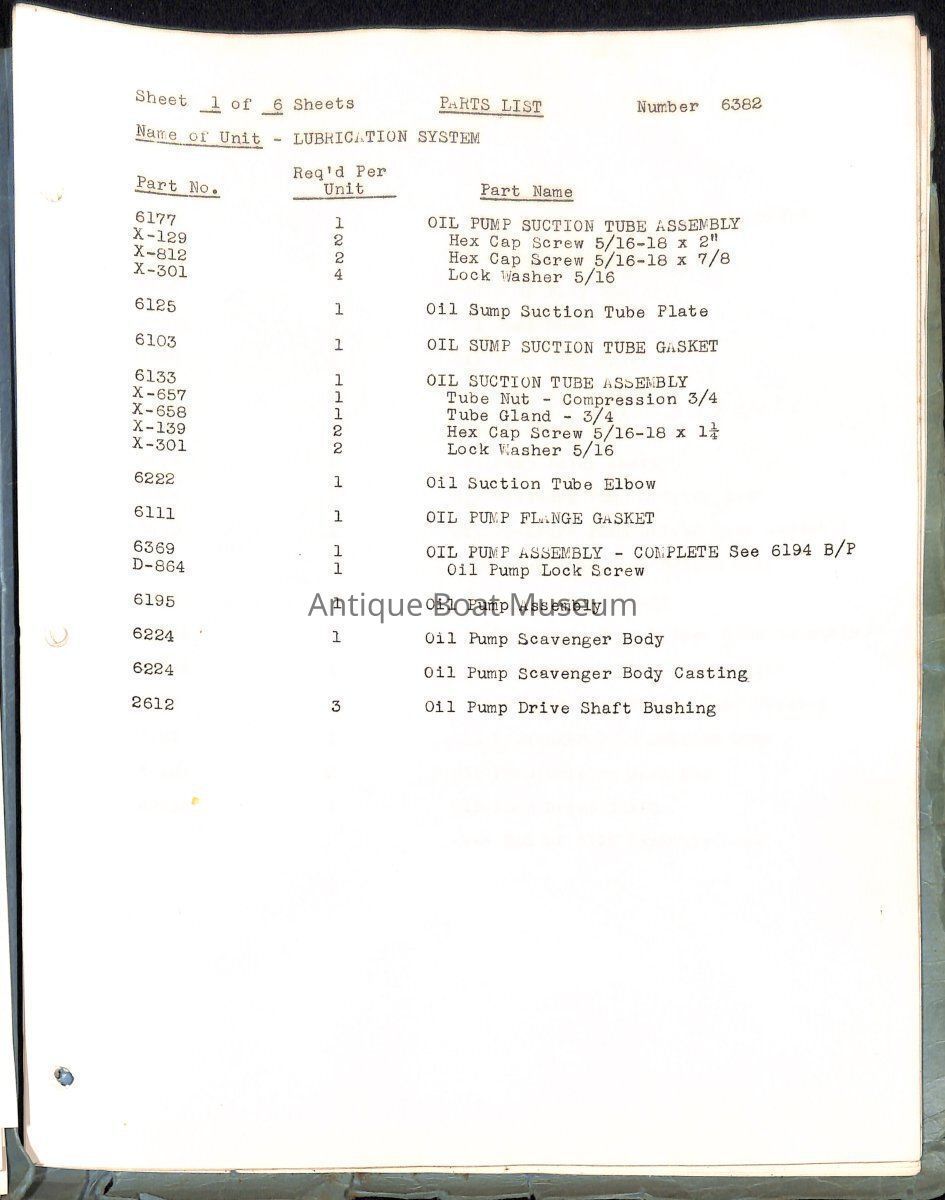 Sheet 1 of 6 Sheets PARTS LIST Number 6382
Name of Unit - LUBRICATION SYSTEM
Part No. Req'd Per Unit Part Name
6177 1 OIL PUMP SUCTION TUBE ASSEMBLY
X-129 2 Hex Cap Screw 5/16-18 x 2"
X-812 2 Hex Cap Screw 5/16-18 x 7/8
X-301 4 Lock Washer 5/16
6125 1 Oil Sump Suction Tube Plate
6103 1 OIL SUMP SUCTION TUBE GASKET
6133 1 OIL SUCTION TUBE ASSEMBLY
X-657 1 Tube Nut - Compression 3/4
X-658 1 Tube Gland - 3/4
X-139 2 Hex Cap Screw 5/16-18 x 1¼
X-301 2 Lock Washer 5/16
6222 1 Oil Suction Tube Elbow
6111 1 OIL PUMP FLANGE GASKET
6369 1 OIL PUMP ASSEMBLY - COMPLETE See 6194 B/P
D-864 1 Oil Pump Lock Screw
6195 1 Oil Pump Assembly
Antique Boat Museum
6224 1 Oil Pump Scavenger Body
6224 Oil Pump Scavenger Body Casting
2612 3 Oil Pump Drive Shaft Bushing